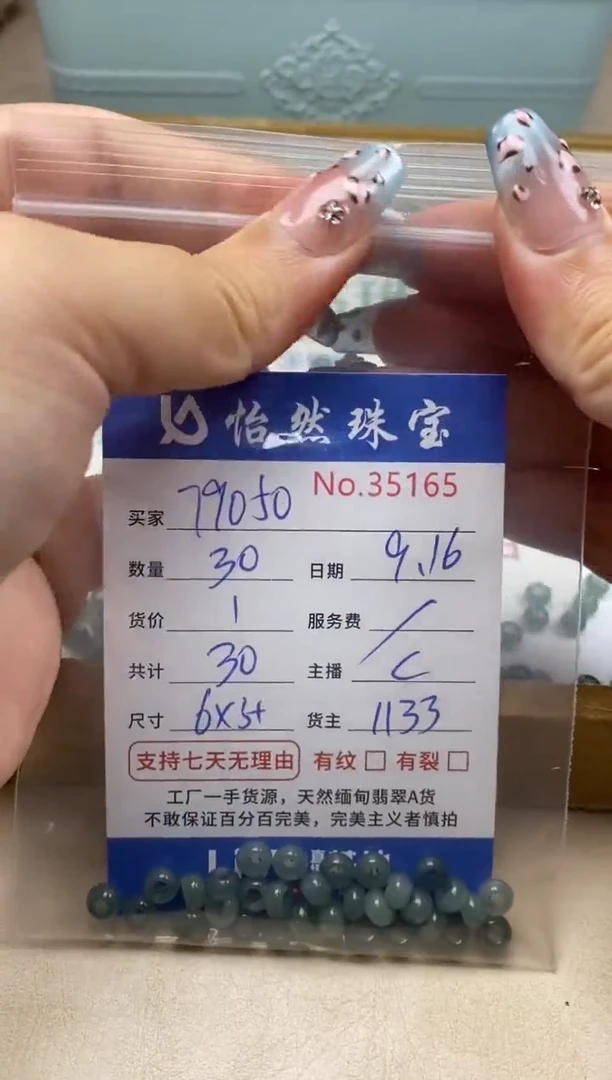 怡然珠宝
No.35165
买家 79050
数量 30 日期 9.16
货价 1 服务费 /
共计 30 主播 C
尺寸 6x5+ 货主 1133
支持七天无理由 有纹 □ 有裂 □
工厂一手货源，天然缅甸翡翠A货
不敢保证百分百完美，完美主义者慎拍